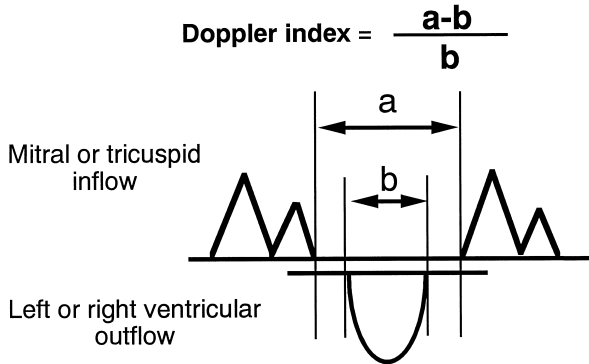 Doppler index = a-b
b
a
Mitral or tricuspid
inflow
b
Left or right ventricular
outflow